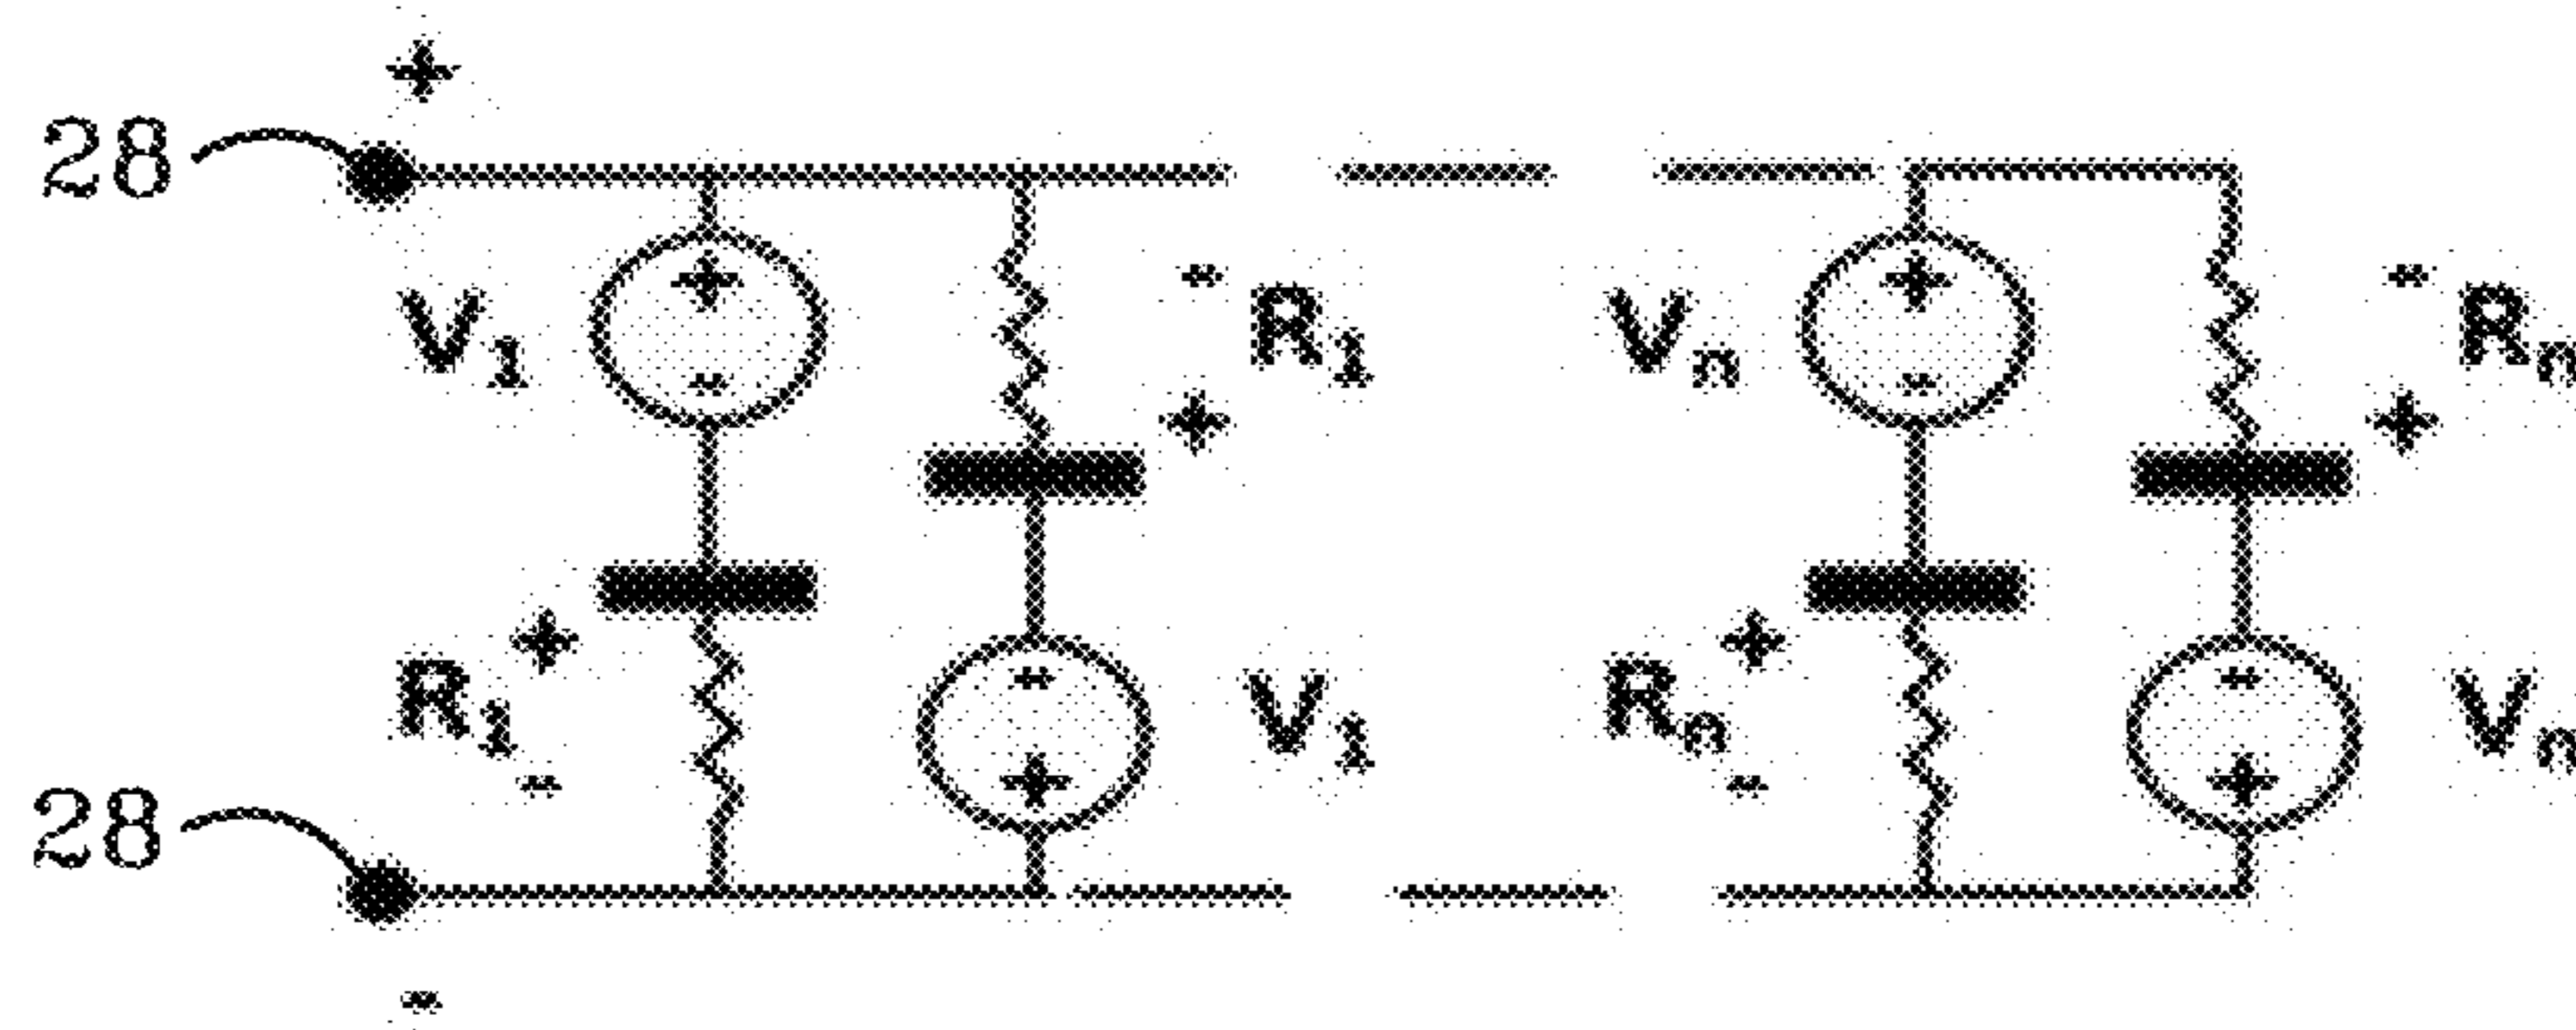 +
28
V1 + - R1 Vn + - Rn
- + - +
+ - + -
R1 - V1 Rn - Vn
+ +
28
-